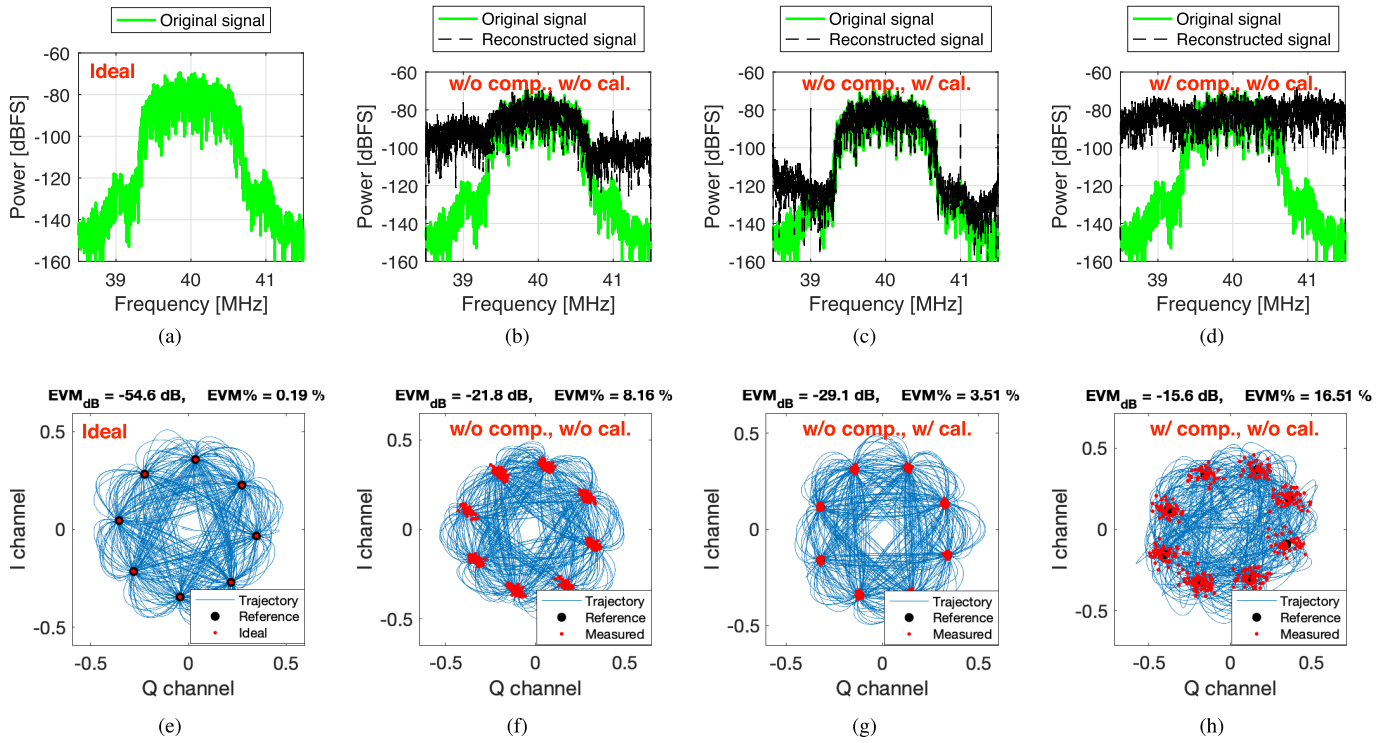 Original signal
Original signal
Reconstructed signal
Original signal
Reconstructed signal
Original signal
Reconstructed signal
-60
-80
-100
-120
-140
-160
Power [dBFS]
Ideal
39
40
41
Frequency [MHz]
(a)
-60
-80
-100
-120
-140
-160
Power [dBFS]
w/o comp., w/o cal.
39
40
41
Frequency [MHz]
(b)
-60
-80
-100
-120
-140
-160
Power [dBFS]
w/o comp., w/ cal.
39
40
41
Frequency [MHz]
(c)
-60
-80
-100
-120
-140
-160
Power [dBFS]
w/ comp., w/o cal.
39
40
41
Frequency [MHz]
(d)
EVMdB = -54.6 dB, EVM% = 0.19 %
Ideal
0.5
0
-0.5
I channel
Trajectory
Reference
Ideal
-0.5
0
0.5
Q channel
(e)
EVMdB = -21.8 dB, EVM% = 8.16 %
w/o comp., w/o cal.
0.5
0
-0.5
I channel
Trajectory
Reference
Measured
-0.5
0
0.5
Q channel
(f)
EVMdB = -29.1 dB, EVM% = 3.51 %
w/o comp., w/ cal.
0.5
0
-0.5
I channel
Trajectory
Reference
Measured
-0.5
0
0.5
Q channel
(g)
EVMdB = -15.6 dB, EVM% = 16.51 %
w/ comp., w/o cal.
0.5
0
-0.5
I channel
Trajectory
Reference
Measured
-0.5
0
0.5
Q channel
(h)